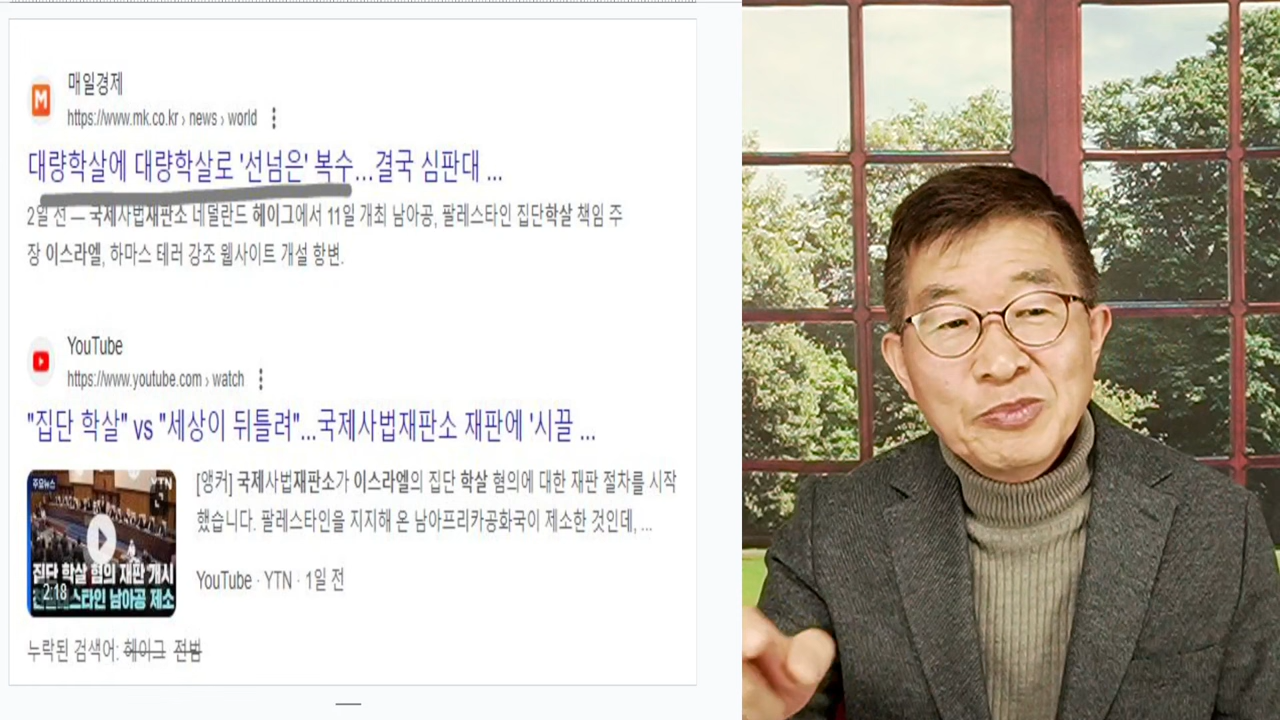 매일경제
https://www.mk.co.kr › news › world
대량학살에 대량학살로 '선넘은' 복수...결국 심판대 ...
2일 전 — 국제사법재판소 네덜란드 헤이그에서 11일 개최 남아공, 팔레스타인 집단학살 책임 주
장 이스라엘, 하마스 테러 강조 웹사이트 개설 항변.
YouTube
https://www.youtube.com › watch
"집단 학살" vs "세상이 뒤틀려"...국제사법재판소 재판에 '시끌 ...
주요뉴스
YTN
집단 학살 혐의 재판 개시
2:18
남아공 제소
[앵커] 국제사법재판소가 이스라엘의 집단 학살 혐의에 대한 재판 절차를 시작
했습니다. 팔레스타인을 지지해 온 남아프리카공화국이 제소한 것인데, ...
YouTube · YTN · 1일 전
누락된 검색어: 헤이그 전범